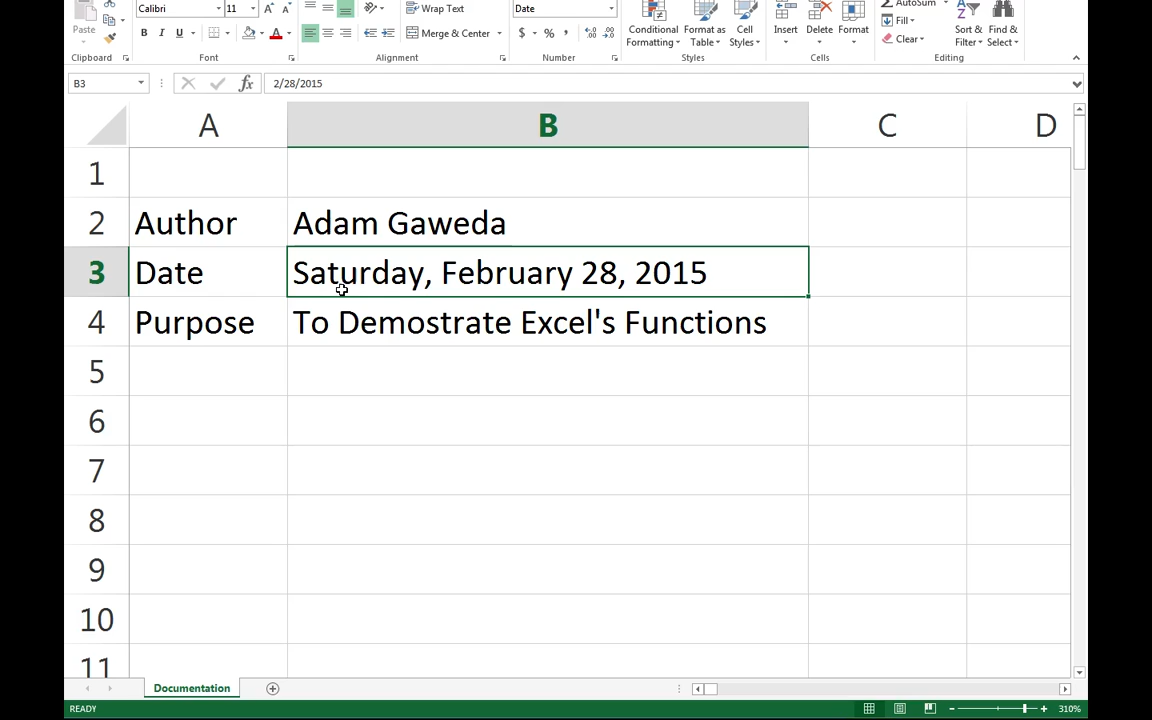 Calibri 11 Wrap Text Date AutoSum
Paste B I U A Merge & Center $ % , Conditional Formatting Format as Table Cell Styles Insert Delete Format Fill Clear Sort & Filter Find & Select
Clipboard Font Alignment Number Styles Cells Editing
B3 fx 2/28/2015
A B C D
1
2 Author Adam Gaweda
3 Date Saturday, February 28, 2015
4 Purpose To Demostrate Excel's Functions
5
6
7
8
9
10
11
Documentation
READY 310%